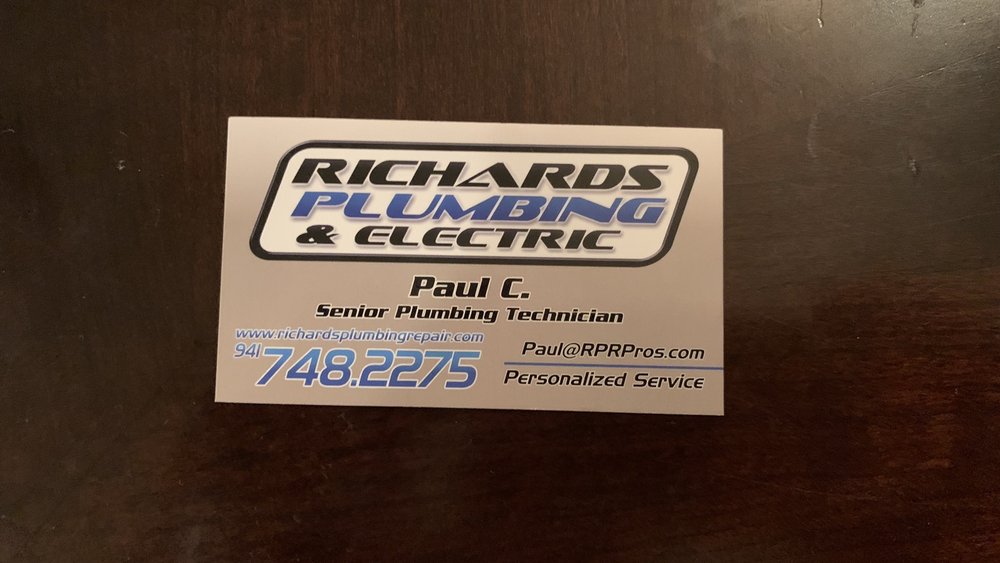 RICHARDS
PLUMBING
& ELECTRIC
Paul C.
Senior Plumbing Technician
www.richardsplumbingrepair.com
941 748.2275
Paul@RPRPros.com
Personalized Service